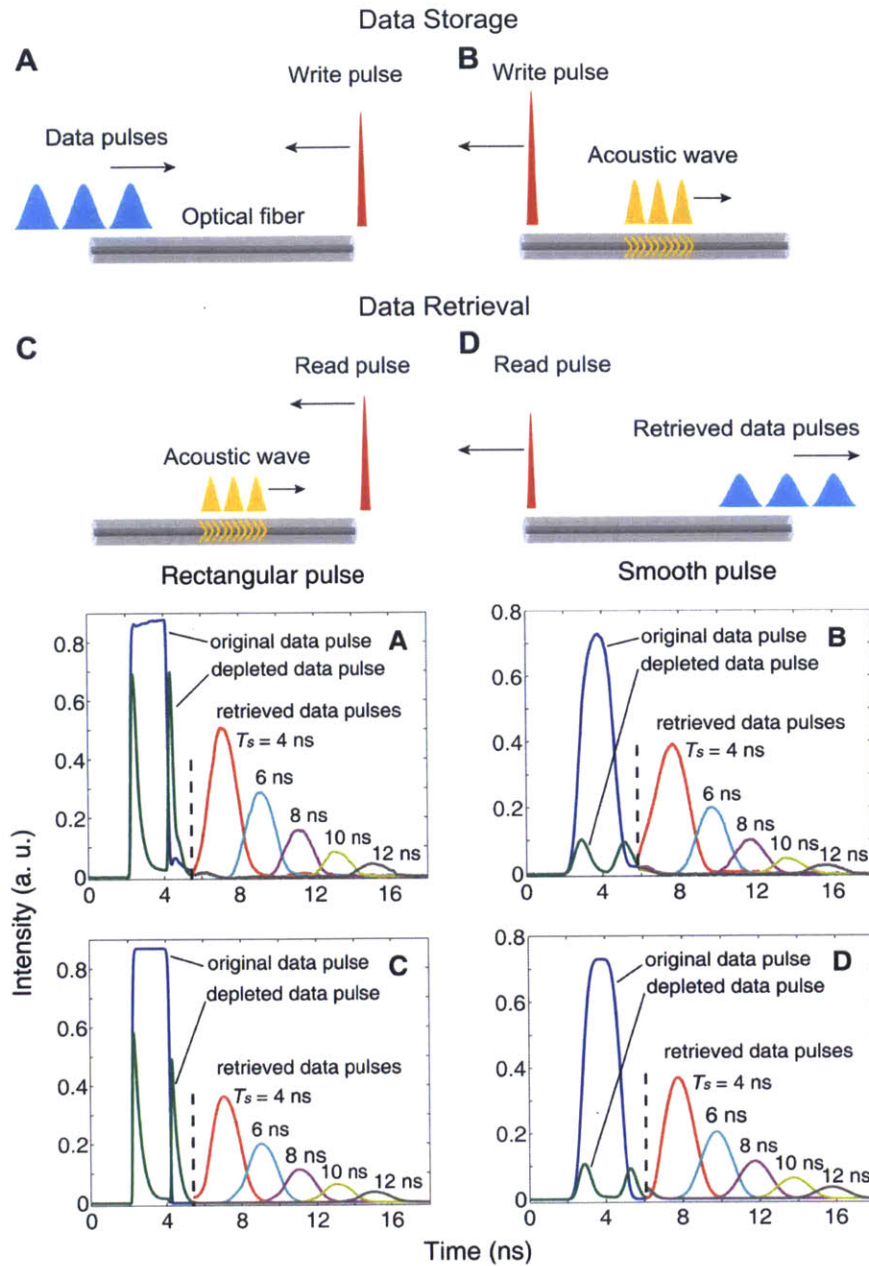 Data Storage
A
B
Write pulse
Write pulse
Data pulses
Acoustic wave
Optical fiber
Data Retrieval
C
D
Read pulse
Read pulse
Retrieved data pulses
Acoustic wave
Rectangular pulse
Smooth pulse
0.8
0.6
0.4
0.2
0
0 4 8 12 16
original data pulse
A
depleted data pulse
retrieved data pulses
Ts = 4 ns
6 ns
8 ns
10 ns
12 ns
0.8
0.6
0.4
0.2
0
0 4 8 12 16
original data pulse
B
depleted data pulse
retrieved data pulses
Ts = 4 ns
6 ns
8 ns
10 ns
12 ns
Intensity (a. u.)
0.8
0.6
0.4
0.2
0
0 4 8 12 16
original data pulse
C
depleted data pulse
retrieved data pulses
Ts = 4 ns
6 ns
8 ns
10 ns
12 ns
0.8
0.6
0.4
0.2
0
0 4 8 12 16
original data pulse
D
depleted data pulse
retrieved data pulses
Ts = 4 ns
6 ns
8 ns
10 ns
12 ns
Time (ns)